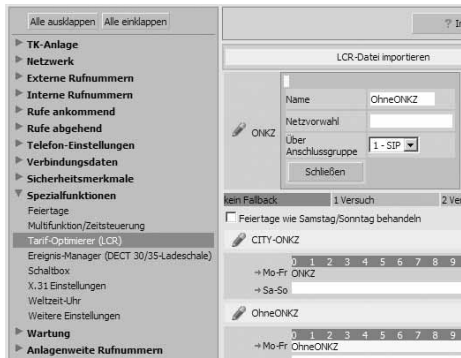 Alle ausklappen Alle einklappen
TK-Anlage
Netzwerk
Externe Rufnummern
Interne Rufnummern
Rufe ankommend
Rufe abgehend
Telefon-Einstellungen
Verbindungsdaten
Sicherheitsmerkmale
Spezialfunktionen
Feiertage
Multifunktion/Zeitsteuerung
Tarif-Optimierer (LCR)
Ereignis-Manager (DECT 30/35-Ladeschale)
Schaltbox
X.31 Einstellungen
Weltzeit-Uhr
Weitere Einstellungen
Wartung
Anlagenweite Rufnummern
?
LCR-Datei importieren
ONKZ
Name OhneONKZ
Netzvorwahl
Über Anschlussgruppe 1 - SIP
Schließen
kein Fallback 1 Versuch 2
Feiertage wie Samstag/Sonntag behandeln
CITY-ONKZ
0 1 2 3 4 5 6 7 8 9
Mo-Fr ONKZ
Sa-So
OhneONKZ
0 1 2 3 4 5 6 7 8 9
Mo-Fr OhneONKZ